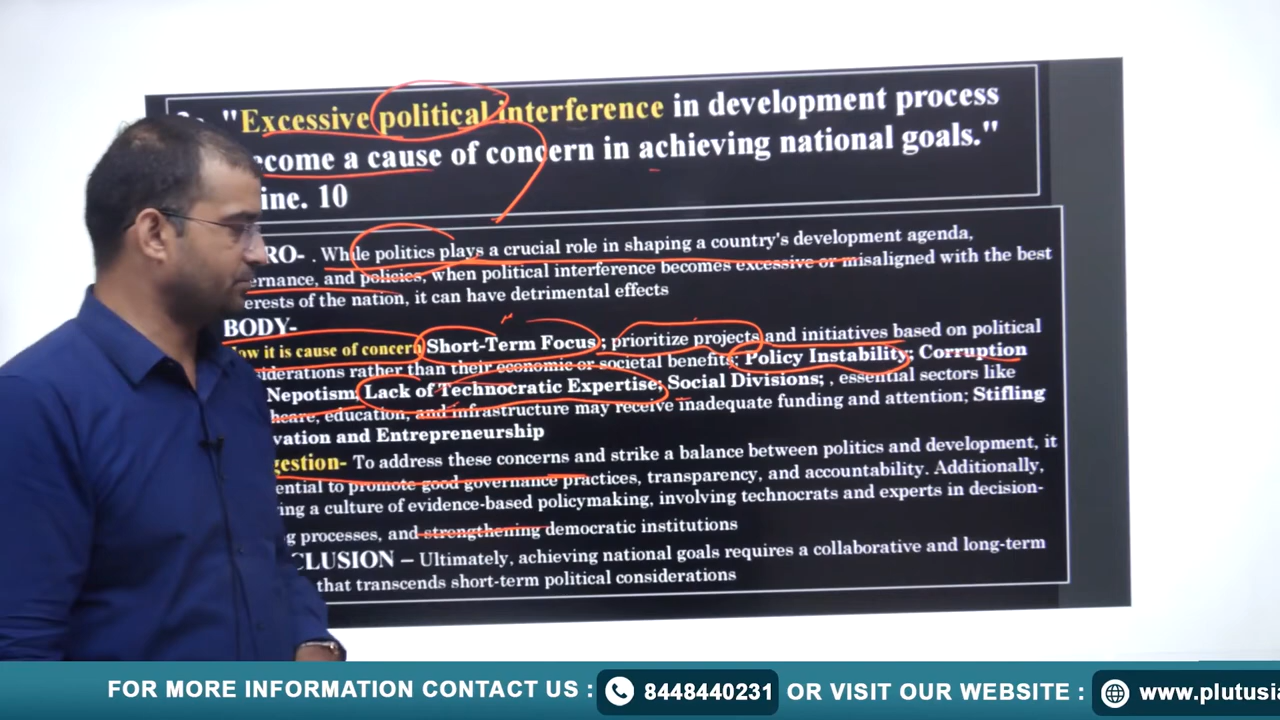 "Excessive political interference in development process
ecome a cause of concern in achieving national goals."
ine. 10
RO- . While politics plays a crucial role in shaping a country's development agenda,
ernance, and policies, when political interference becomes excessive or misaligned with the best
erests of the nation, it can have detrimental effects
BODY-
ow it is cause of concern Short-Term Focus; prioritize projects and initiatives based on political
iderations rather than their economic or societal benefits; Policy Instability; Corruption
Nepotism; Lack of Technocratic Expertise; Social Divisions; , essential sectors like
hcare, education, and infrastructure may receive inadequate funding and attention; Stifling
vation and Entrepreneurship
gestion- To address these concerns and strike a balance between politics and development, it
ential to promote good governance practices, transparency, and accountability. Additionally,
ing a culture of evidence-based policymaking, involving technocrats and experts in decision-
g processes, and strengthening democratic institutions
CLUSION – Ultimately, achieving national goals requires a collaborative and long-term
that transcends short-term political considerations
FOR MORE INFORMATION CONTACT US : 8448440231 OR VISIT OUR WEBSITE : www.plutusia